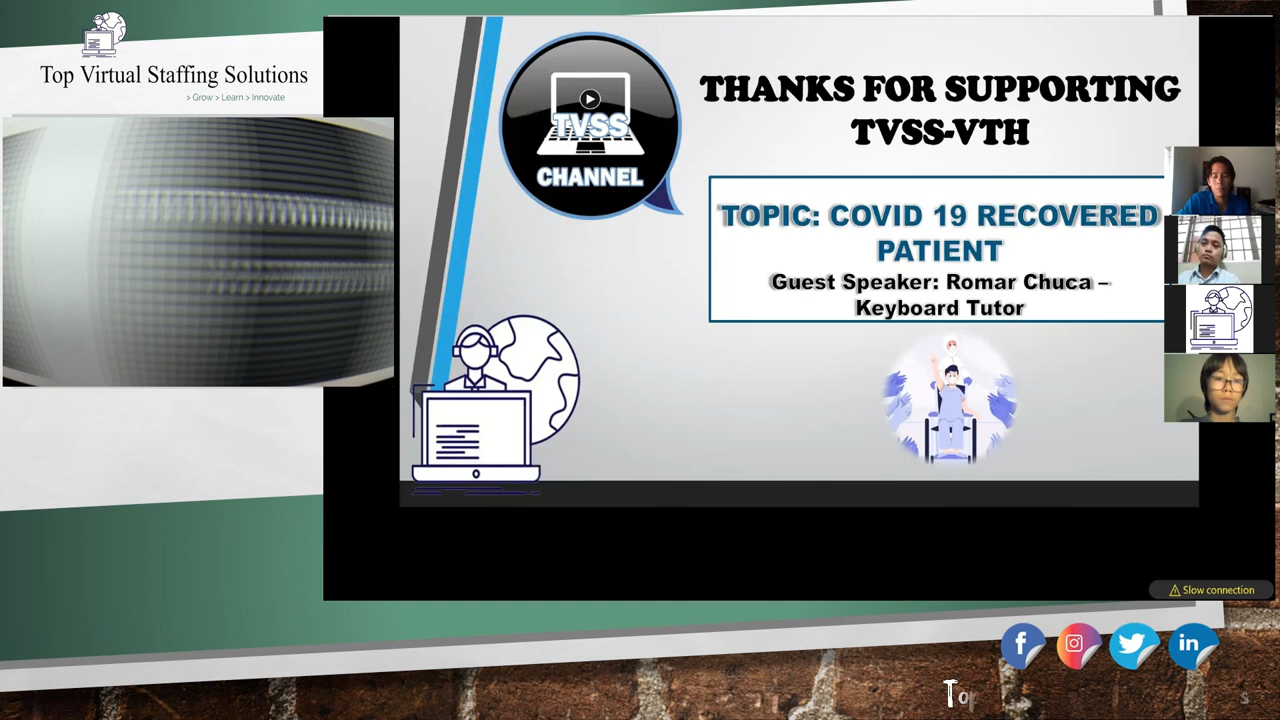 Top Virtual Staffing Solutions
> Grow > Learn > Innovate
TVSS
CHANNEL
THANKS FOR SUPPORTING
TVSS-VTH
TOPIC: COVID 19 RECOVERED
PATIENT
Guest Speaker: Romar Chuca –
Keyboard Tutor
Slow connection